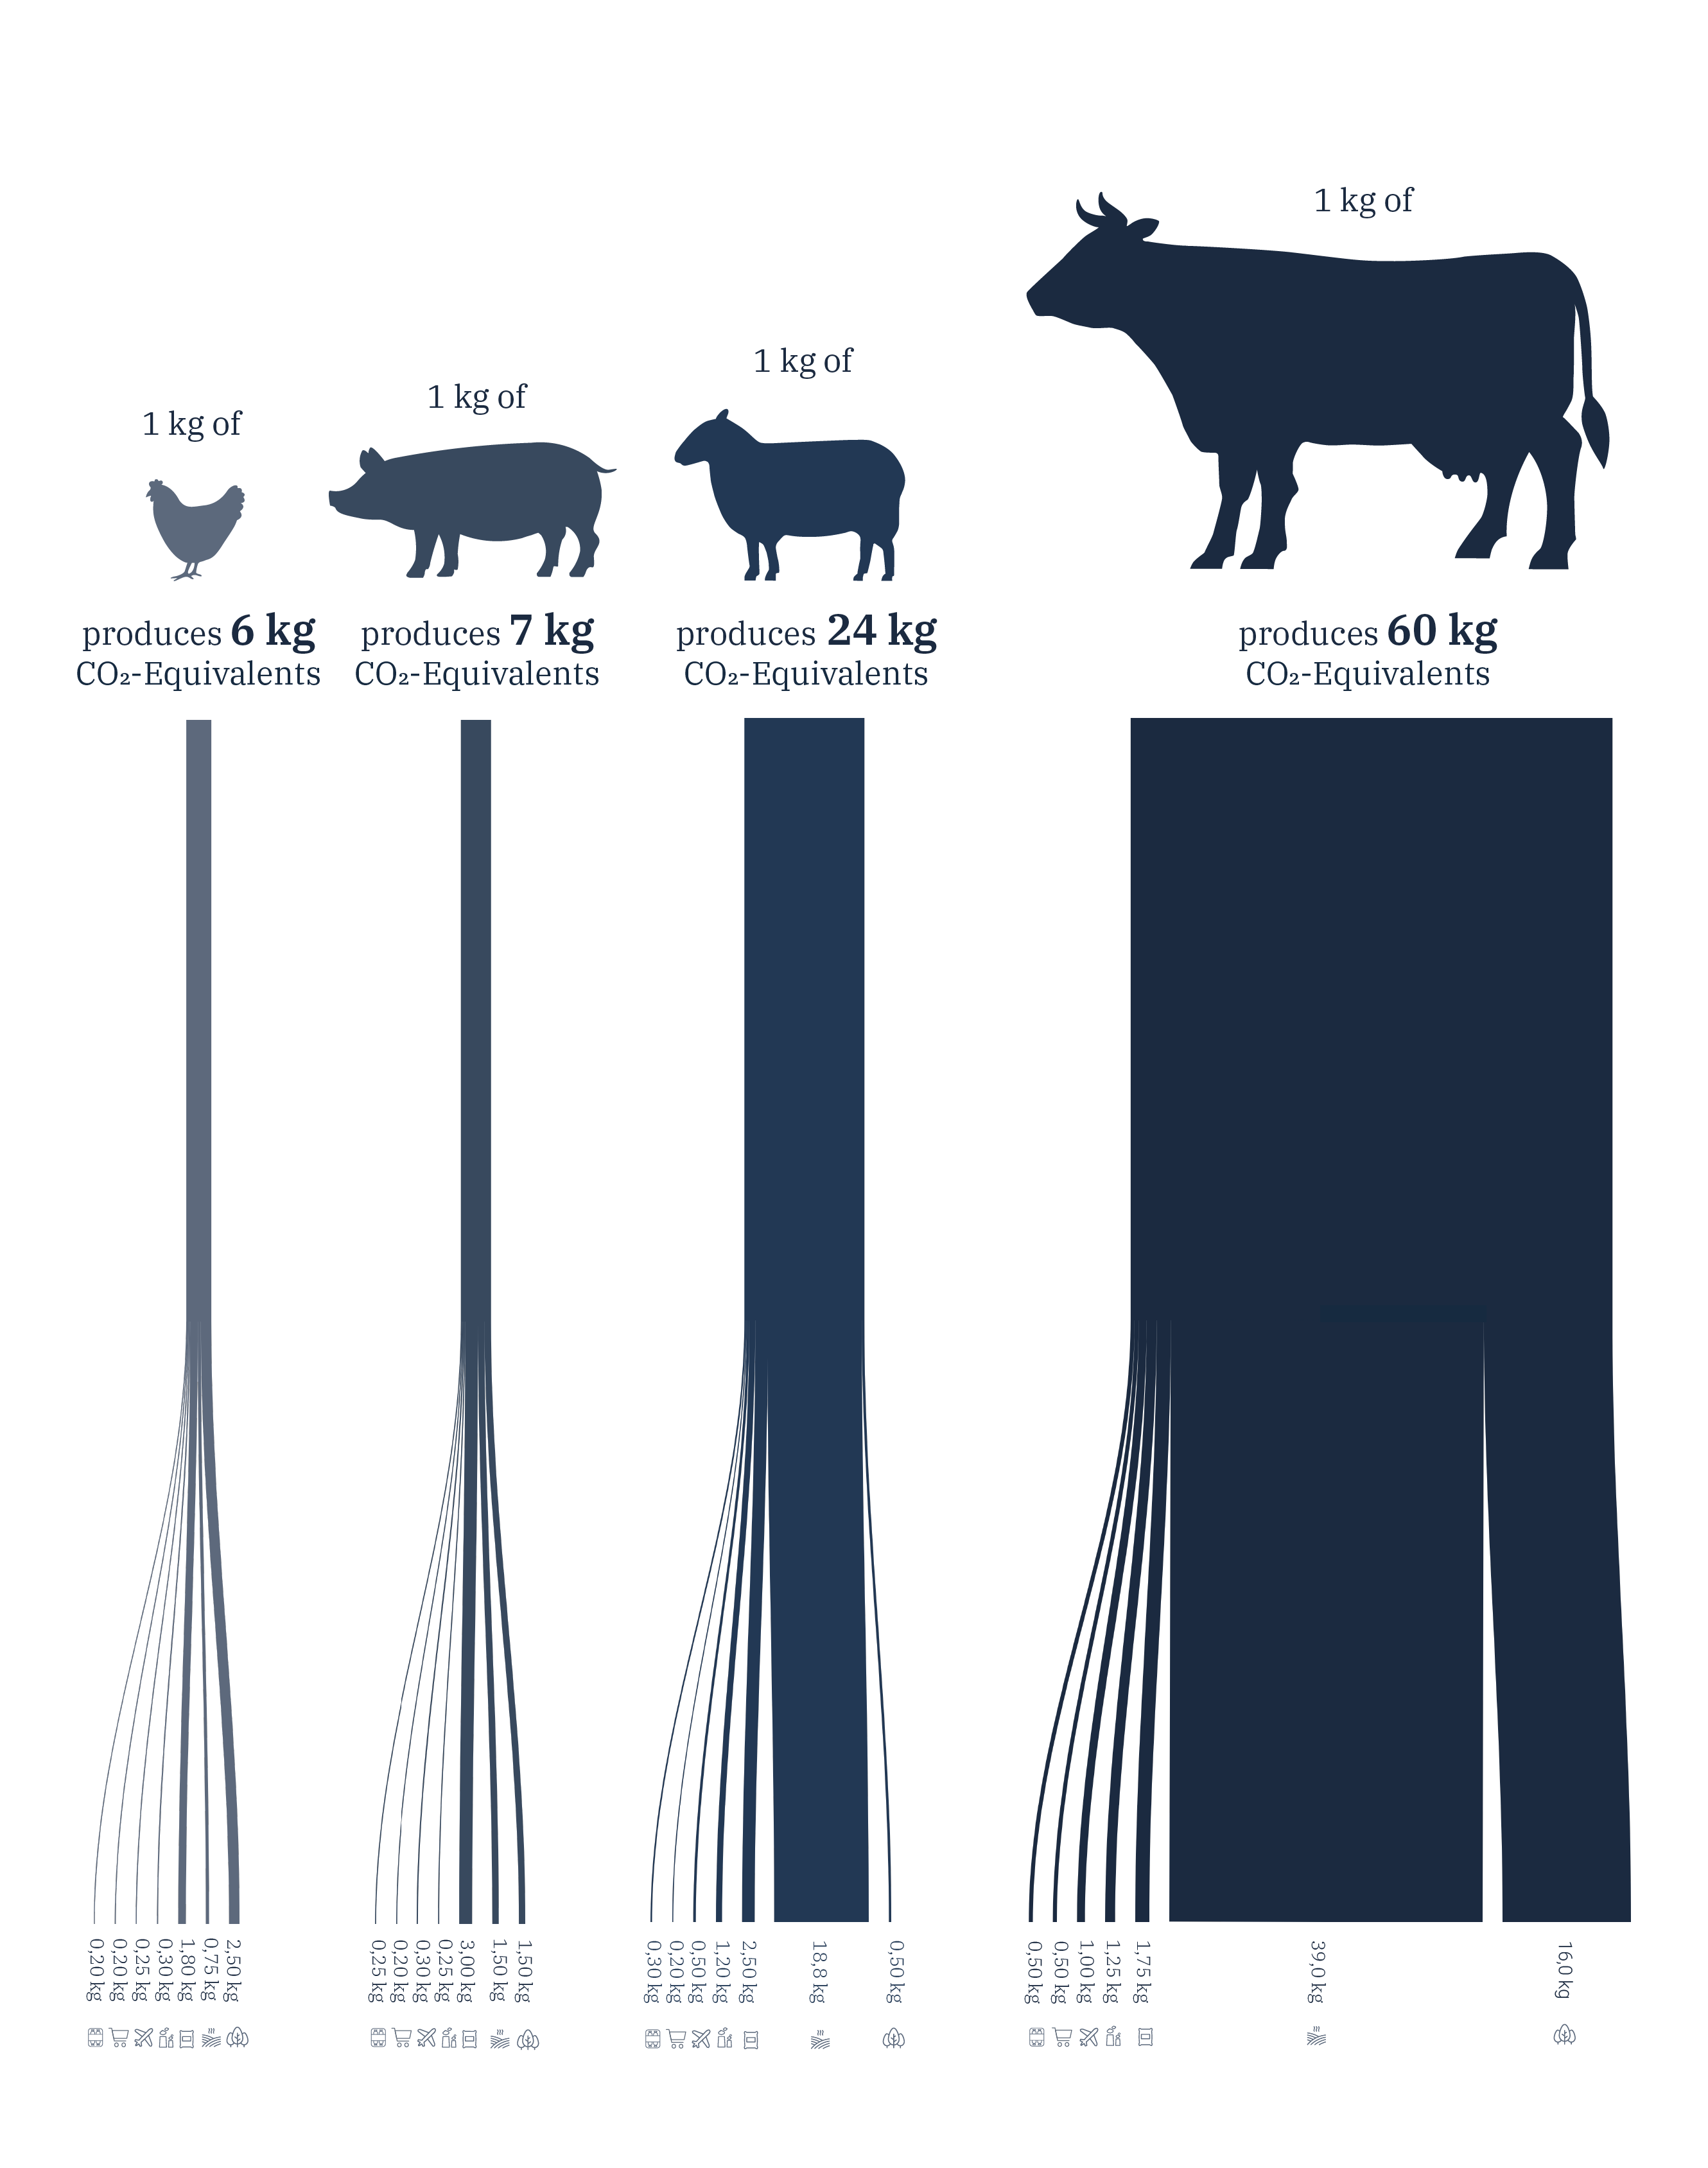 1 kg of
produces 6 kg
CO₂-Equivalents
0,20 kg
0,20 kg
0,25 kg
0,30 kg
1,80 kg
0,75 kg
2,50 kg
1 kg of
produces 7 kg
CO₂-Equivalents
0,25 kg
0,20 kg
0,30 kg
0,25 kg
3,00 kg
1,50 kg
1,50 kg
1 kg of
produces 24 kg
CO₂-Equivalents
0,30 kg
0,20 kg
0,50 kg
1,20 kg
2,50 kg
18,8 kg
0,50 kg
1 kg of
produces 60 kg
CO₂-Equivalents
0,50 kg
0,50 kg
1,00 kg
1,25 kg
1,75 kg
39,0 kg
16,0 kg